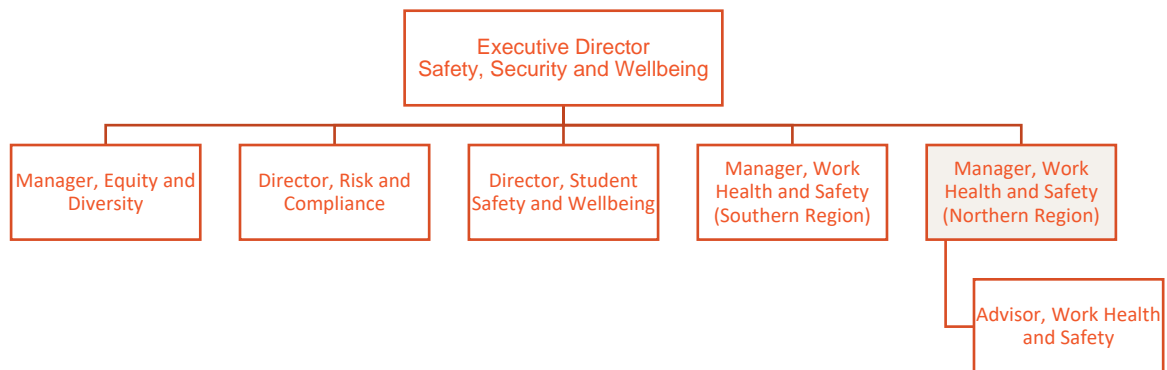 Executive Director
Safety, Security and Wellbeing
Manager, Equity and
Diversity
Director, Risk and
Compliance
Director, Student
Safety and Wellbeing
Manager, Work
Health and Safety
(Southern Region)
Manager, Work
Health and Safety
(Northern Region)
Advisor, Work Health
and Safety